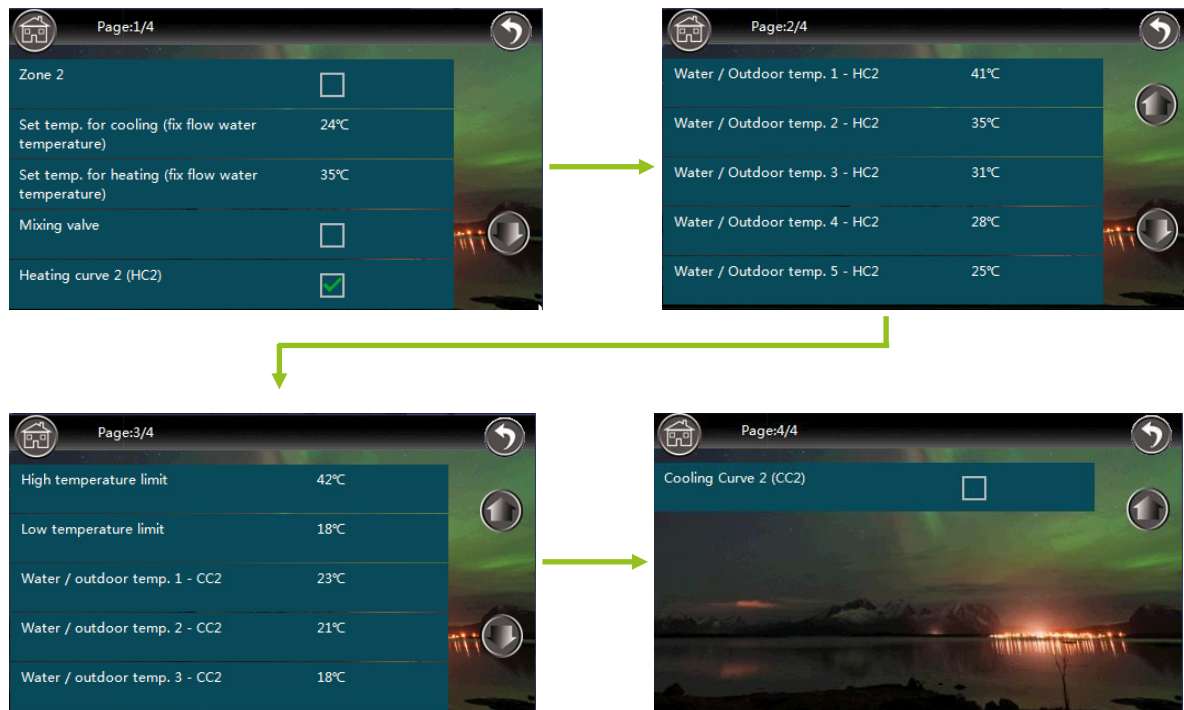 Page:1/4
Zone 2
Set temp. for cooling (fix flow water
temperature)
24℃
Set temp. for heating (fix flow water
temperature)
35℃
Mixing valve
Heating curve 2 (HC2)
Page:2/4
Water / Outdoor temp. 1 - HC2 41℃
Water / Outdoor temp. 2 - HC2 35℃
Water / Outdoor temp. 3 - HC2 31℃
Water / Outdoor temp. 4 - HC2 28℃
Water / Outdoor temp. 5 - HC2 25℃
Page:3/4
High temperature limit 42℃
Low temperature limit 18℃
Water / outdoor temp. 1 - CC2 23℃
Water / outdoor temp. 2 - CC2 21℃
Water / outdoor temp. 3 - CC2 18℃
Page:4/4
Cooling Curve 2 (CC2)